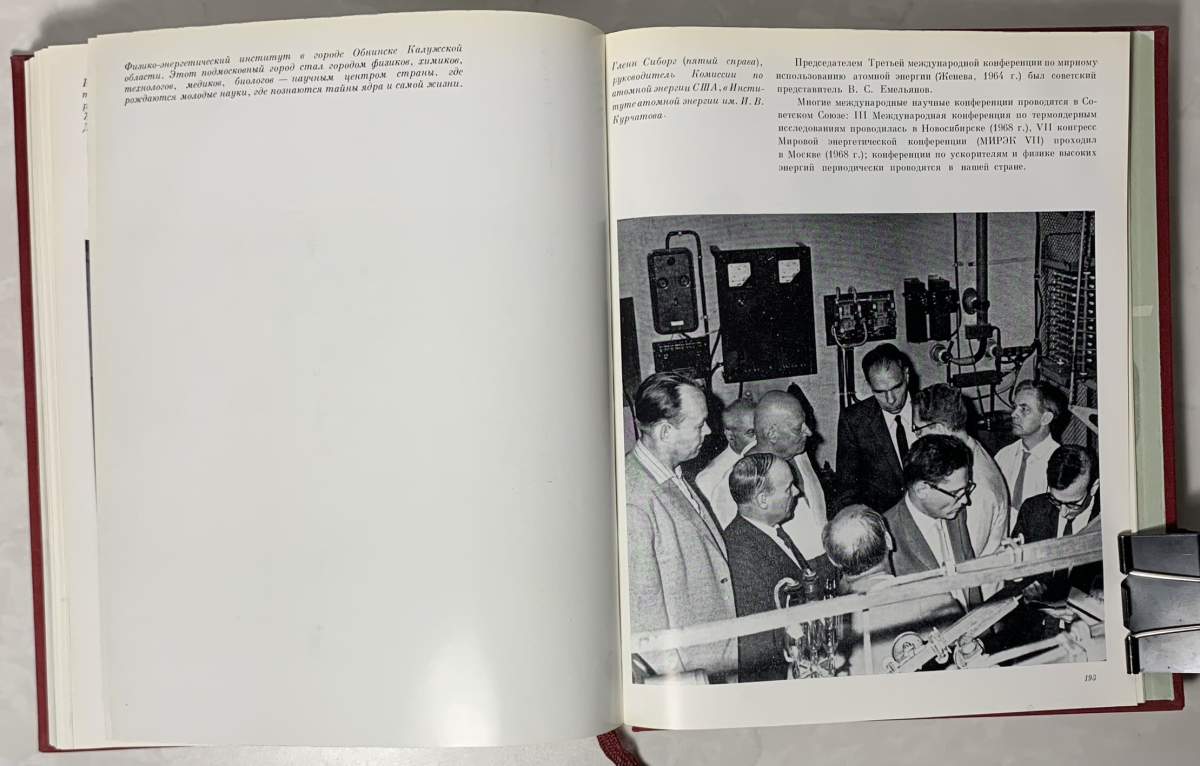 Физико-энергетический институт в городе Обнинске Калужской
области. Этот подмосковный город стал городом физиков, химиков,
технологов, медиков, биологов — научным центром страны, где
рождаются молодые науки, где познаются тайны ядра и самой жизни.
Гленн Сиборг (пятый справа),
руководитель Комиссии по
атомной энергии США, в Инсти-
туте атомной энергии им. И. В.
Курчатова.
Председателем Третьей международной конференции по мирному
использованию атомной энергии (Женева, 1964 г.) был советский
представитель В. С. Емельянов.
Многие международные научные конференции проводятся в Со-
ветском Союзе: III Международная конференция по термоядерным
исследованиям проводилась в Новосибирске (1968 г.), VII конгресс
Мировой энергетической конференции (МИРЭК VII) проходил
в Москве (1968 г.); конференции по ускорителям и физике высоких
энергий периодически проводятся в нашей стране.
193